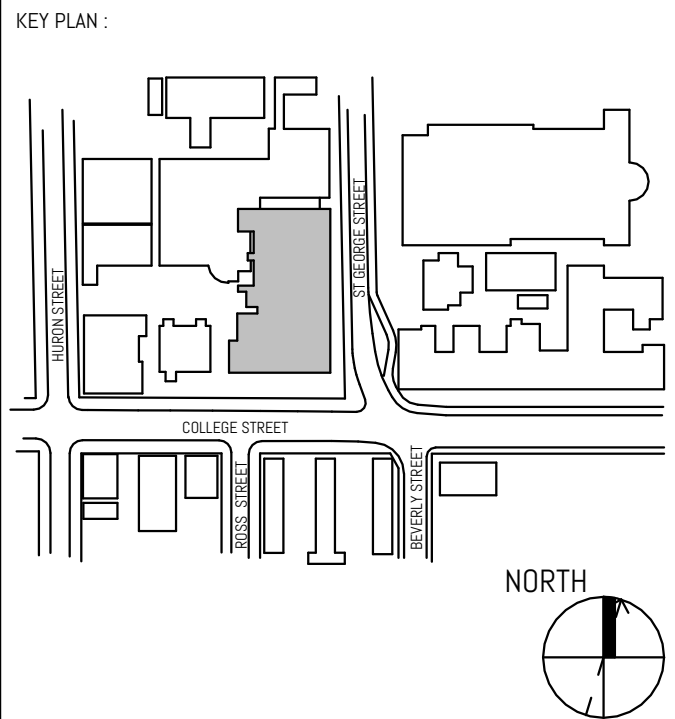 KEY PLAN :
HURON STREET
ST GEORGE STREET
COLLEGE STREET
ROSS STREET
BEVERLY STREET
NORTH